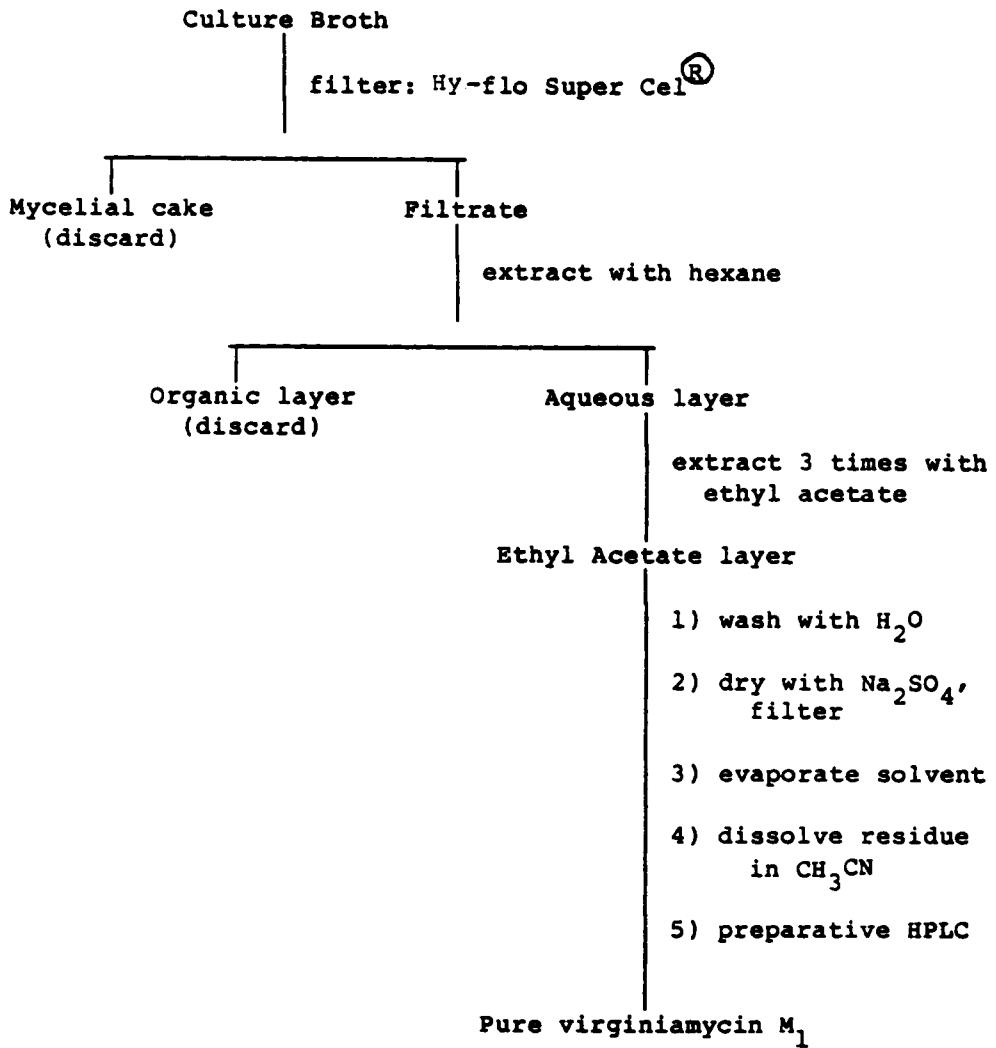 Culture Broth
filter: Hy-flo Super Cel®
Mycelial cake
(discard)
Filtrate
extract with hexane
Organic layer
(discard)
Aqueous layer
extract 3 times with
ethyl acetate
Ethyl Acetate layer
1) wash with H₂O
2) dry with Na₂SO₄,
filter
3) evaporate solvent
4) dissolve residue
in CH₃CN
5) preparative HPLC
Pure virginiamycin M₁